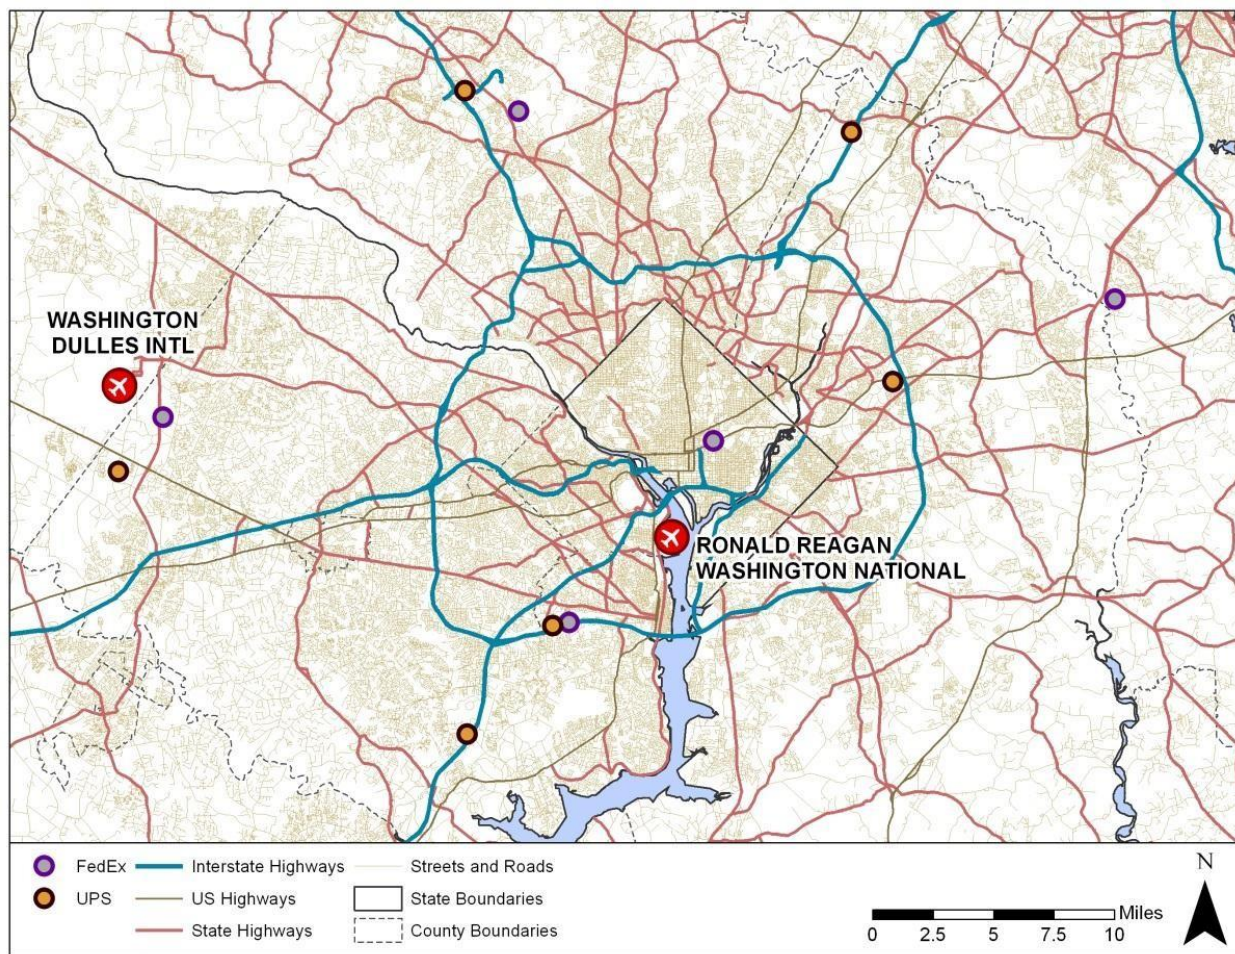 WASHINGTON
DULLES INTL
RONALD REAGAN
WASHINGTON NATIONAL
FedEx
Interstate Highways
Streets and Roads
UPS
US Highways
State Boundaries
State Highways
County Boundaries
N
Miles
0 2.5 5 7.5 10